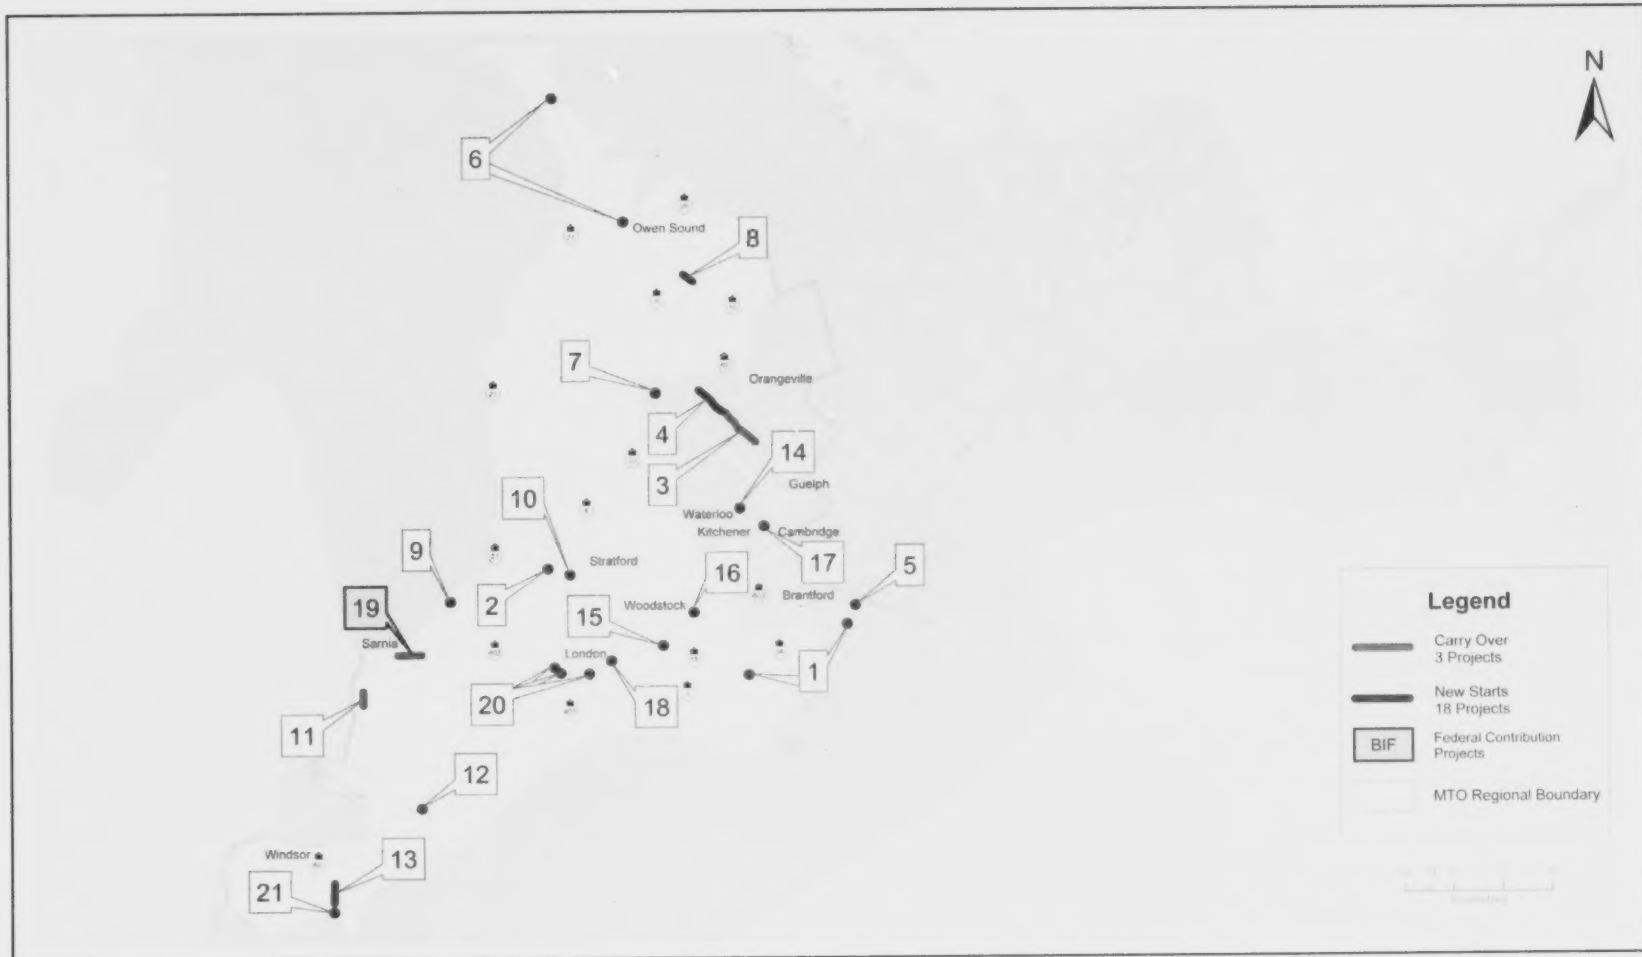 N
6
Owen Sound
8
7
Orangeville
4
3
14
Guelph
10
Waterloo
Kitchener
Cambridge
17
9
Stratford
2
16
5
Brantford
19
Woodstock
15
Sarnia
London
1
20
18
11
12
Windsor
13
21
Legend
Carry Over
3 Projects
New Starts
18 Projects
BIF
Federal Contribution
Projects
MTO Regional Boundary